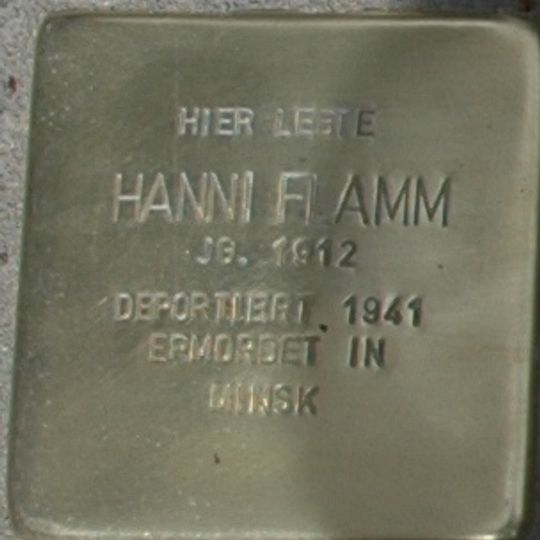 HIER LEBTE
HANNI FLAMM
JG. 1912
DEPORTIERT 1941
ERMORDET IN
MINSK